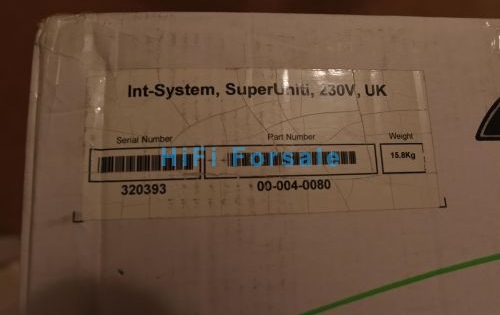 Int-System, SuperUniti, 230V, UK
Serial Number Part Number Weight
HiFi Forsale
15.8Kg
320393 00-004-0080